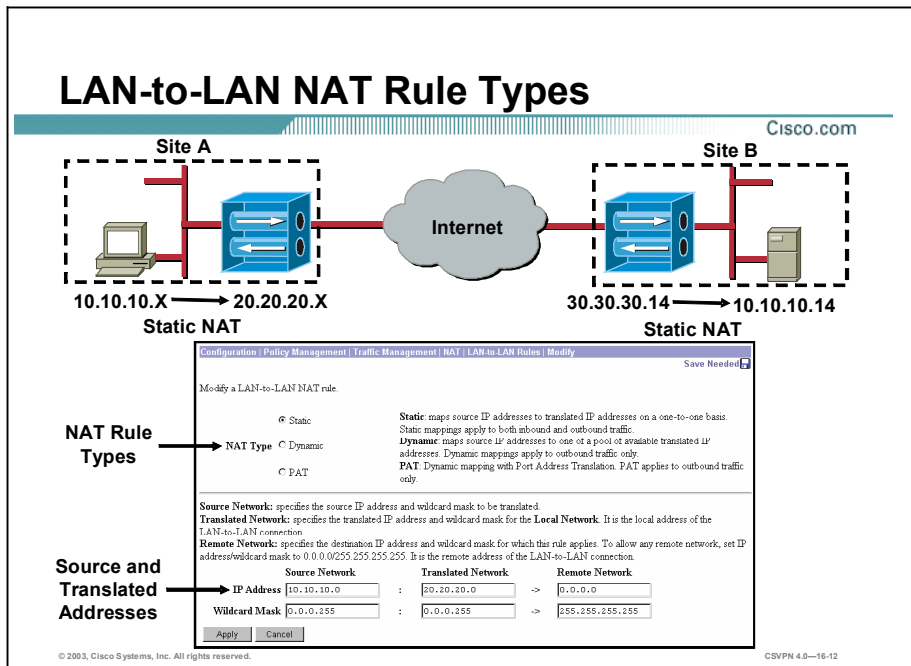 LAN-to-LAN NAT Rule Types
Cisco.com
Site A
Site B
Internet
10.10.10.X
20.20.20.X
30.30.30.14
10.10.10.14
Static NAT
Static NAT
Configuration | Policy Management | Traffic Management | NAT | LAN-to-LAN Rules | Modify
Save Needed
Modify a LAN-to-LAN NAT rule.
NAT Rule
Types
NAT Type
Static
Dynamic
PAT
Static: maps source IP addresses to translated IP addresses on a one-to-one basis.
Static mappings apply to both inbound and outbound traffic.
Dynamic: maps source IP addresses to one of a pool of available translated IP
addresses. Dynamic mappings apply to outbound traffic only.
PAT: Dynamic mapping with Port Address Translation. PAT applies to outbound traffic
only.
Source Network: specifies the source IP address and wildcard mask to be translated.
Translated Network: specifies the translated IP address and wildcard mask for the Local Network. It is the local address of the
LAN-to-LAN connection
Remote Network: specifies the destination IP address and wildcard mask for which this rule applies. To allow any remote network, set IP
address/wildcard mask to 0.0.0.0/255.255.255.255. It is the remote address of the LAN-to-LAN connection.
Source and
Translated
Addresses
Source Network Translated Network Remote Network
IP Address 10.10.10.0 : 20.20.20.0 -> 0.0.0.0
Wildcard Mask 0.0.0.255 : 0.0.0.255 -> 255.255.255.255
Apply Cancel
© 2003, Cisco Systems, Inc. All rights reserved.
CSVPN 4.0—16-12